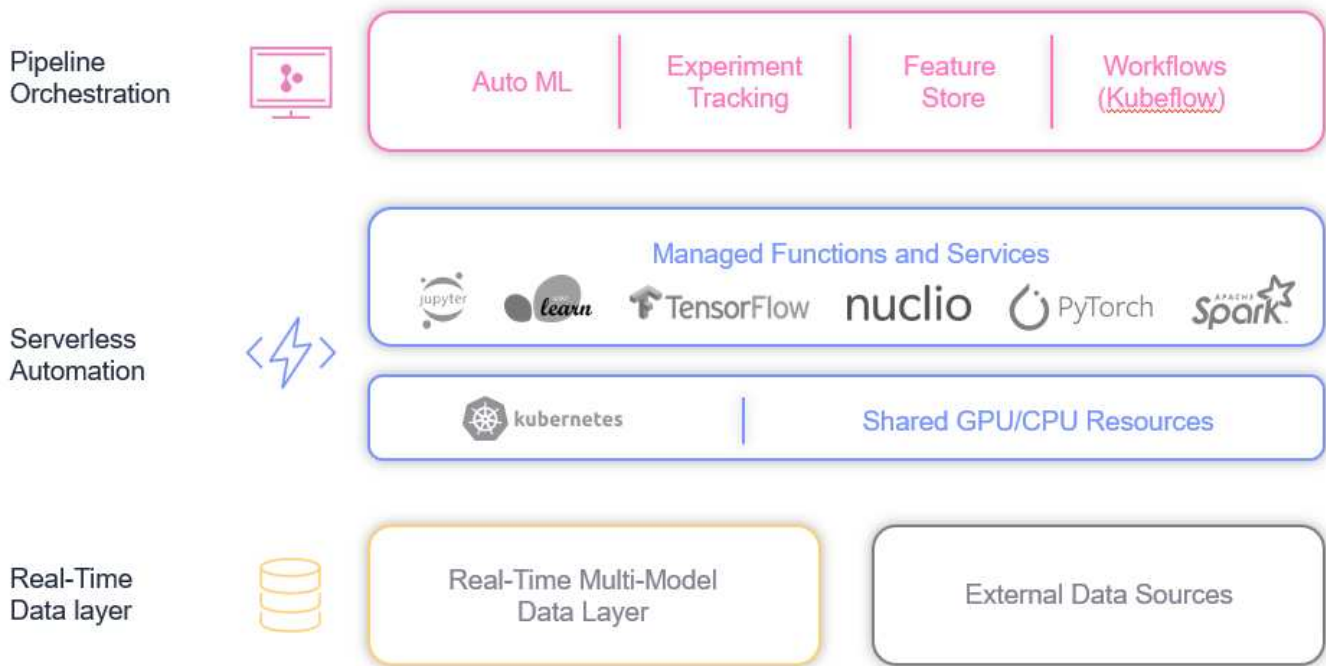 Pipeline
Orchestration
Auto ML
Experiment
Tracking
Feature
Store
Workflows
(Kubeflow)
Serverless
Automation
Managed Functions and Services
jupyter
learn
TensorFlow
nuclio
PyTorch
APACHE
Spark
kubernetes
Shared GPU/CPU Resources
Real-Time
Data layer
Real-Time Multi-Model
Data Layer
External Data Sources